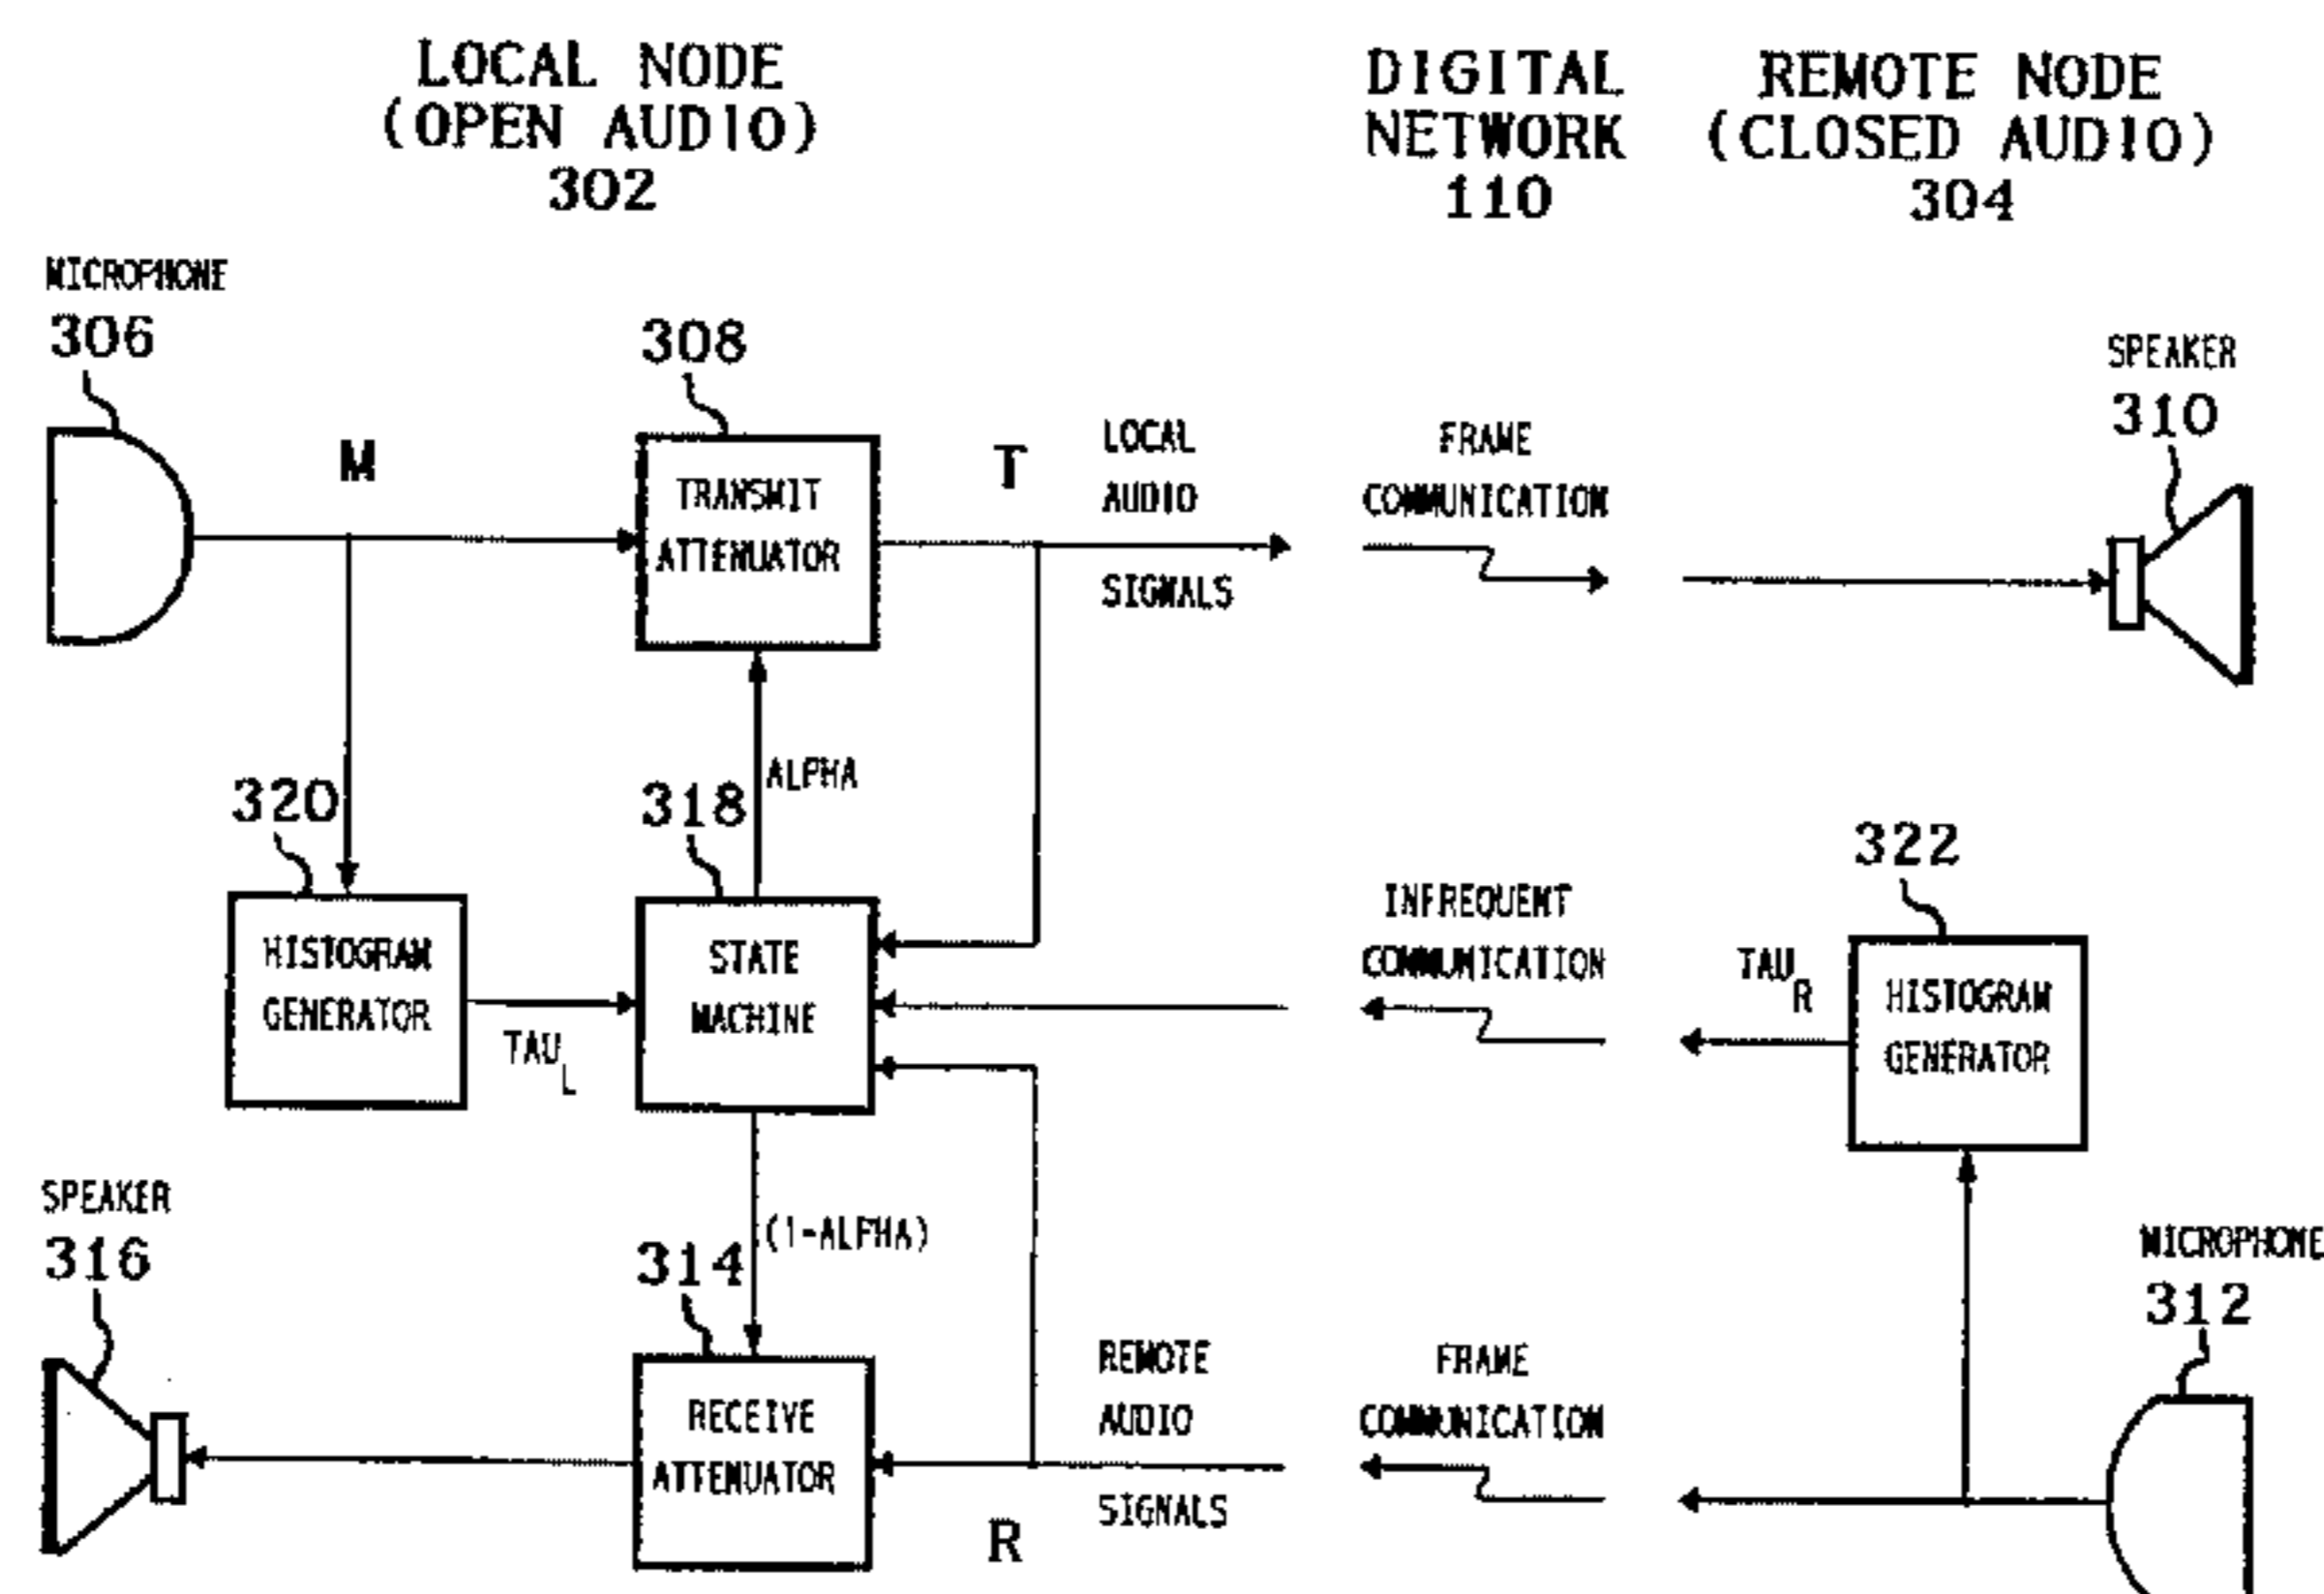 LOCAL NODE
(OPEN AUDIO)
302
DIGITAL
NETWORK
110
REMOTE NODE
(CLOSED AUDIO)
304
MICROPHONE
306
M
308
TRANSMIT
ATTENUATOR
T
LOCAL
AUDIO
SIGNALS
FRAME
COMMUNICATION
SPEAKER
310
ALPHA
320
HISTOGRAM
GENERATOR
TAU
L
318
STATE
MACHINE
INFREQUENT
COMMUNICATION
TAU
R
322
HISTOGRAM
GENERATOR
(1-ALPHA)
SPEAKER
316
314
RECEIVE
ATTENUATOR
R
REMOTE
AUDIO
SIGNALS
FRAME
COMMUNICATION
MICROPHONE
312